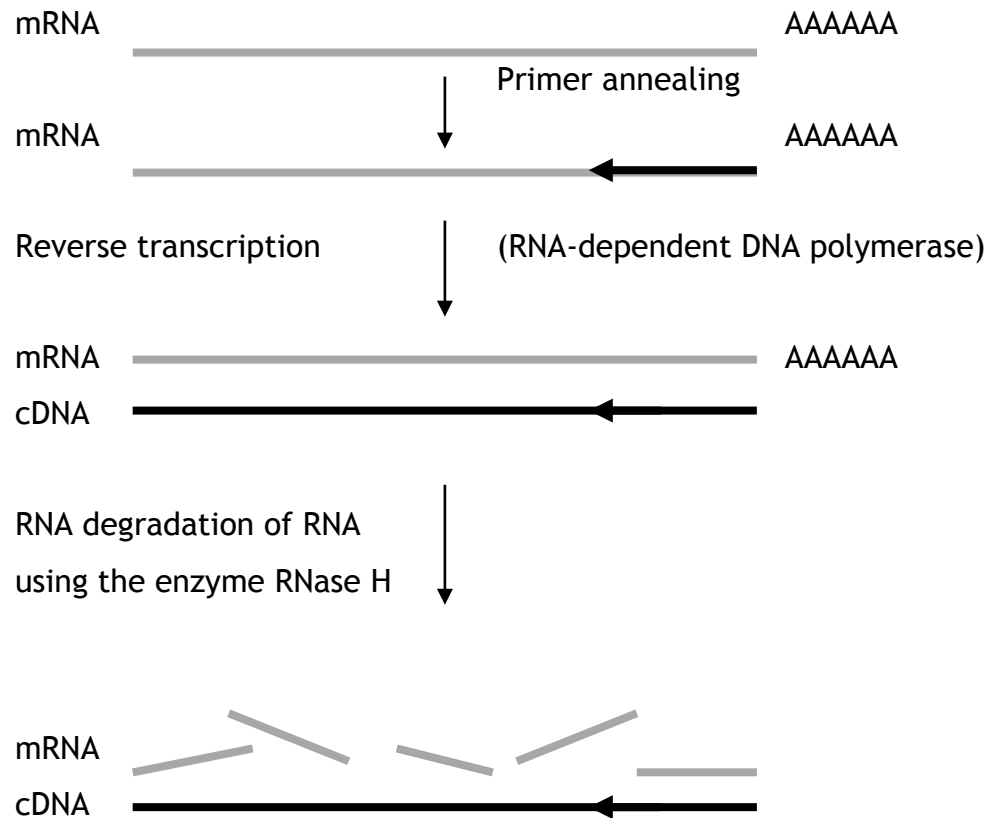 mRNA AAAAAA
Primer annealing
mRNA AAAAAA
Reverse transcription (RNA-dependent DNA polymerase)
mRNA AAAAAA
cDNA
RNA degradation of RNA
using the enzyme RNase H
mRNA
cDNA